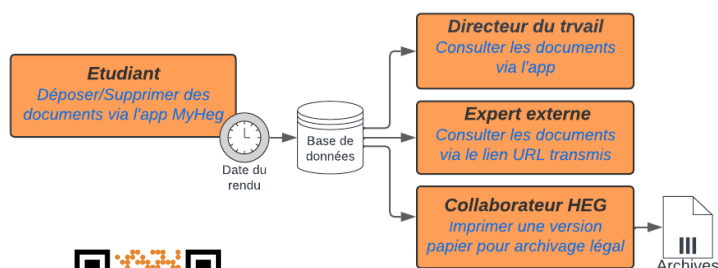 Etudiant
Déposer/Supprimer des
documents via l'app MyHeg
Date du
rendu
Base de
données
Directeur du trvail
Consulter les documents
via l'app
Expert externe
Consulter les documents
via le lien URL transmis
Collaborateur HEG
Imprimer une version
papier pour archivage légal
Archives